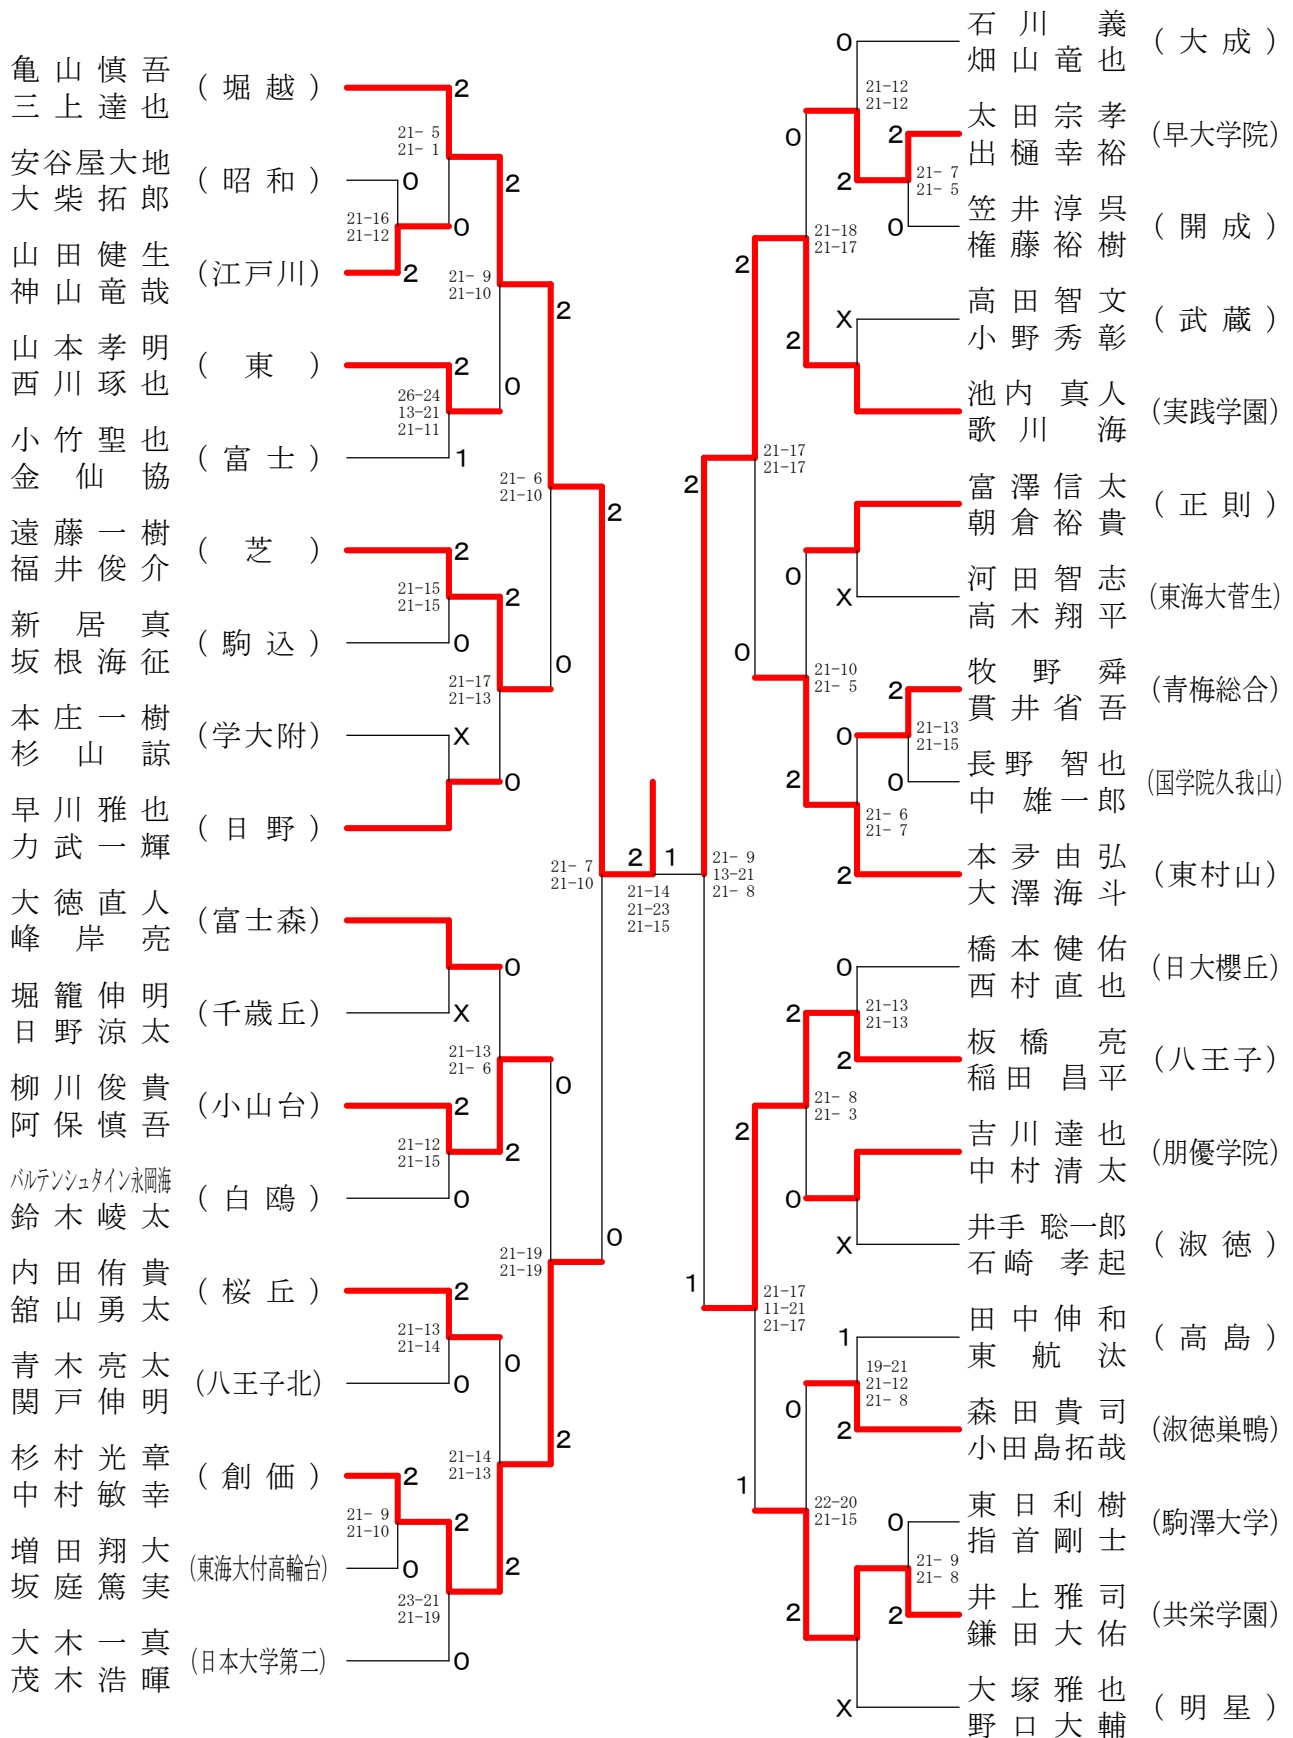 亀山慎吾
三上達也
(堀越)
2
21- 5
21- 1
安谷屋大地
大柴拓郎
(昭和)
0
2
21-16
21-12
0
山田健生
神山竜哉
(江戸川)
2
21- 9
21-10
2
山本孝明
西川琢也
(東)
2
0
26-24
13-21
21-11
小竹聖也
金仙協
(富士)
1
21- 6
21-10
2
遠藤一樹
福井俊介
(芝)
2
21-15
21-15
2
新居真
坂根海征
(駒込)
0
0
21-17
21-13
本庄一樹
杉山諒
(学大附)
X
0
早川雅也
力武一輝
(日野)
21- 7
21-10
大徳直人
峰岸亮
(富士森)
0
堀籠伸明
日野涼太
(千歳丘)
X
21-13
21- 6
0
柳川俊貴
阿保慎吾
(小山台)
2
21-12
21-15
2
バルテンシュタイン永岡海
鈴木崚太
(白鴎)
0
21-19
21-19
0
内田侑貴
舘山勇太
(桜丘)
2
21-13
21-14
0
青木亮太
関戸伸明
(八王子北)
0
21-14
21-13
2
杉村光章
中村敏幸
(創価)
2
21- 9
21-10
2
増田翔大
坂庭篤実
(東海大付高輪台)
0
2
23-21
21-19
大木一真
茂木浩暉
(日本大学第二)
0
2
1
21-14
21-23
21-15
石川義
畑山竜也
(大成)
0
21-12
21-12
太田宗孝
出樋幸裕
(早大学院)
2
0
2
21- 7
21- 5
笠井淳呉
権藤裕樹
(開成)
0
21-18
21-17
2
高田智文
小野秀彰
(武蔵)
X
2
池内真人
歌川海
(実践学園)
21-17
21-17
2
富澤信太
朝倉裕貴
(正則)
0
河田智志
高木翔平
(東海大菅生)
X
0
21-10
21- 5
牧野舜
貫井省吾
(青梅総合)
2
0
21-13
21-15
長野智也
中雄一郎
(国学院久我山)
0
2
21- 6
21- 7
本夛由弘
大澤海斗
(東村山)
2
21- 9
13-21
21- 8
橋本健佑
西村直也
(日大櫻丘)
0
21-13
21-13
2
板橋亮
稲田昌平
(八王子)
2
21- 8
21- 3
2
吉川達也
中村清太
(朋優学院)
0
井手聡一郎
石崎孝起
(淑徳)
X
1
21-17
11-21
21-17
田中伸和
東航汰
(高島)
1
19-21
21-12
21- 8
0
森田貴司
小田島拓哉
(淑徳巣鴨)
2
1
22-20
21-15
東日利樹
指首剛士
(駒澤大学)
0
21- 9
21- 8
井上雅司
鎌田大佑
(共栄学園)
2
2
大塚雅也
野口大輔
(明星)
X